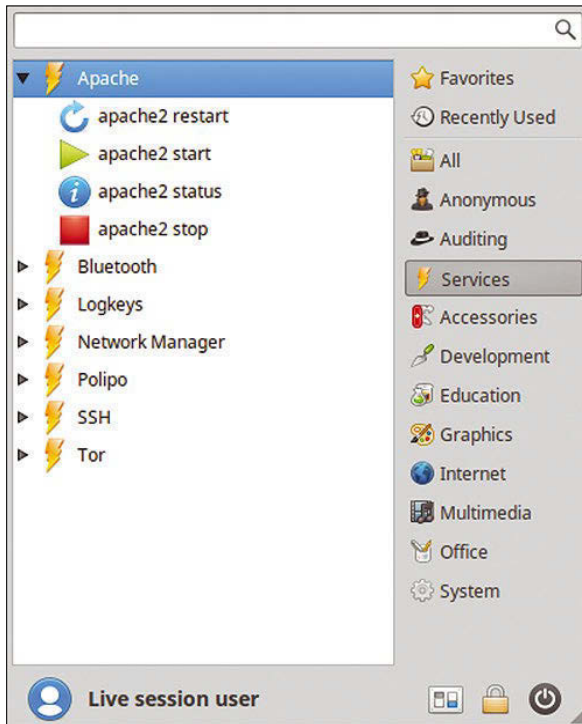 Apache
apache2 restart
apache2 start
apache2 status
apache2 stop
Bluetooth
Logkeys
Network Manager
Polipo
SSH
Tor
Favorites
Recently Used
All
Anonymous
Auditing
Services
Accessories
Development
Education
Graphics
Internet
Multimedia
Office
System
Live session user